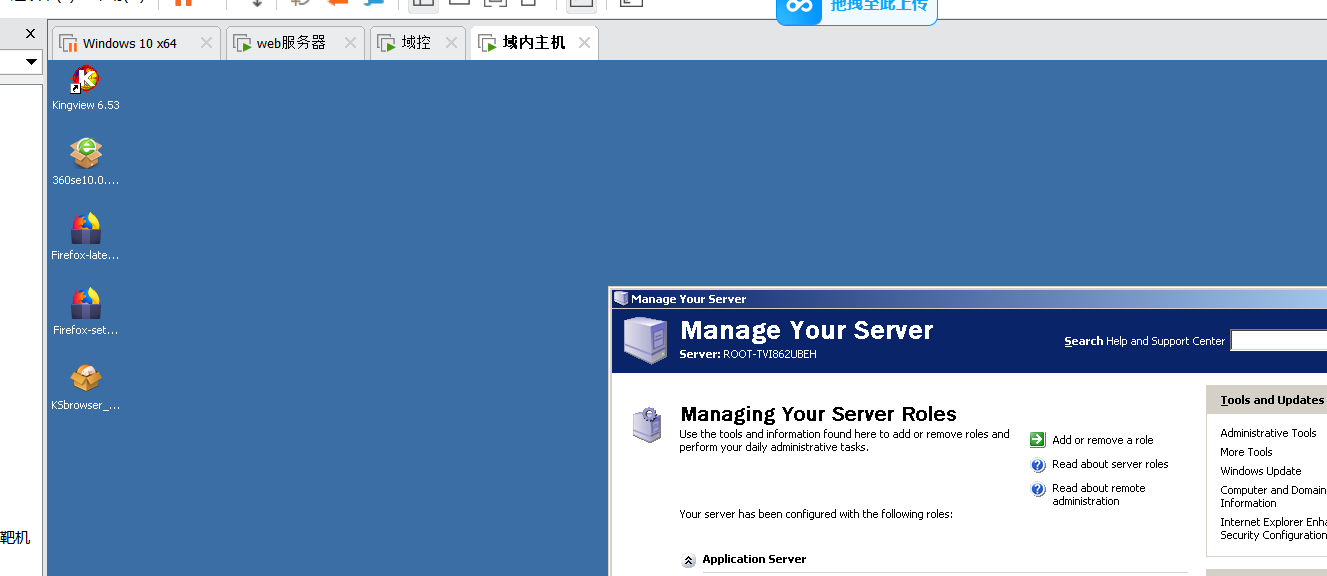 拖拽至此上传
Windows 10 x64
web服务器
域控
域内主机
Kingview 6.53
360se10.0....
Firefox-late...
Firefox-set...
KSbrowser_...
靶机
Manage Your Server
Manage Your Server
Server: ROOT-TVI862UBEH
Search Help and Support Center
Managing Your Server Roles
Use the tools and information found here to add or remove roles and
perform your daily administrative tasks.
Add or remove a role
Read about server roles
Read about remote
administration
Your server has been configured with the following roles:
Application Server
Tools and Updates
Administrative Tools
More Tools
Windows Update
Computer and Domain
Information
Internet Explorer Enha
Security Configuration